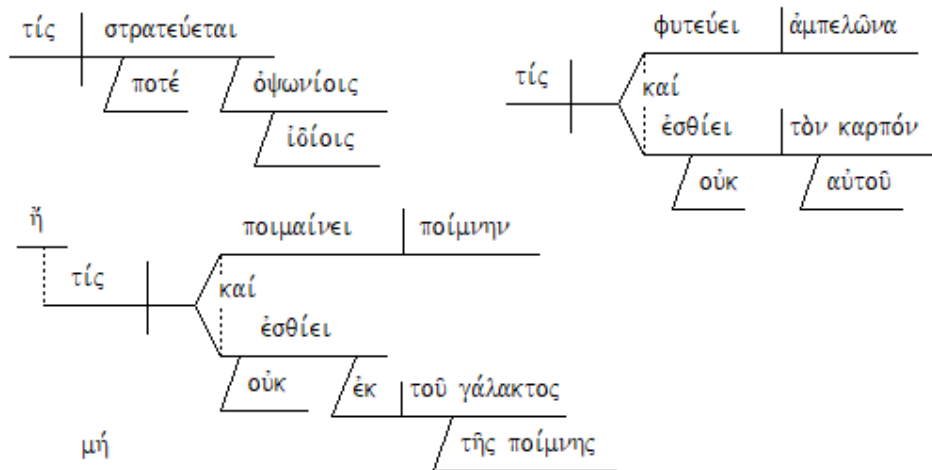 τίς στρατεύεται
ποτέ ὀψωνίοις
ἰδίοις
φυτεύει ἀμπελῶνα
τίς
καί
ἐσθίει τὸν καρπόν
οὐκ αὐτοῦ
ἤ
ποιμαίνει ποίμνην
τίς
καί
ἐσθίει
οὐκ ἐκ τοῦ γάλακτος
τῆς ποίμνης
μή